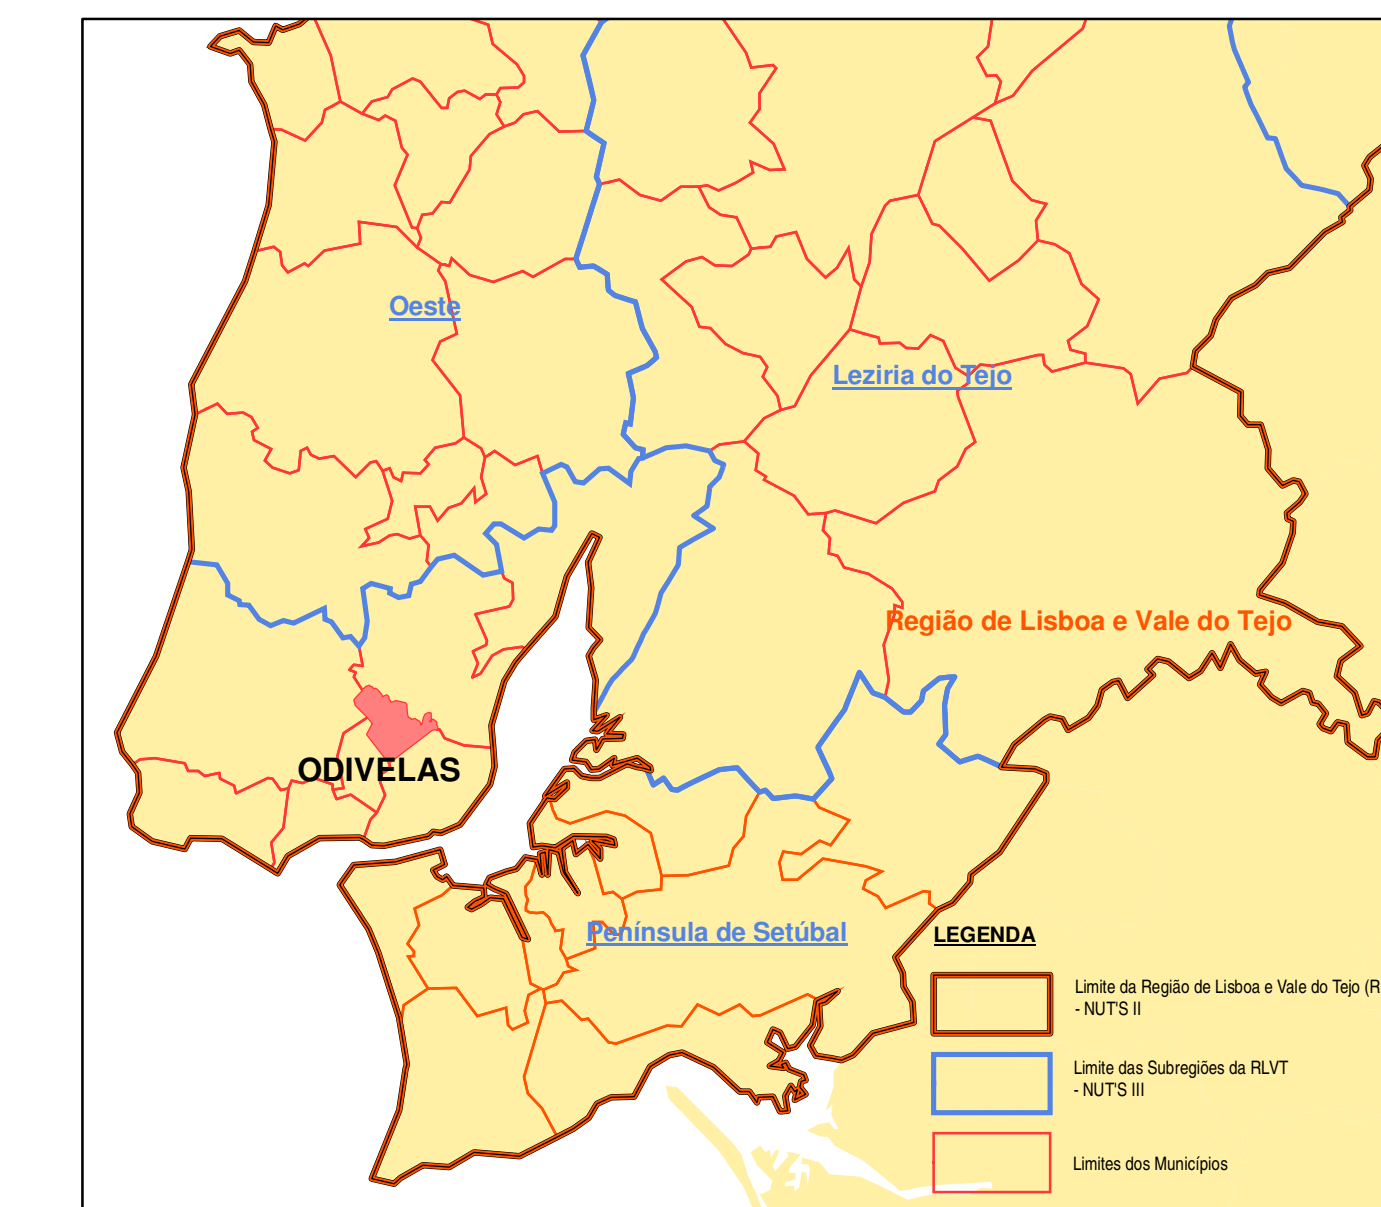 Oeste
Leziria do Tejo
Região de Lisboa e Vale do Tejo
ODIVELAS
Península de Setúbal
LEGENDA
Limite da Região de Lisboa e Vale do Tejo (R
- NUT'S II
Limite das Subregiões da RLVT
- NUT'S III
Limites dos Municípios